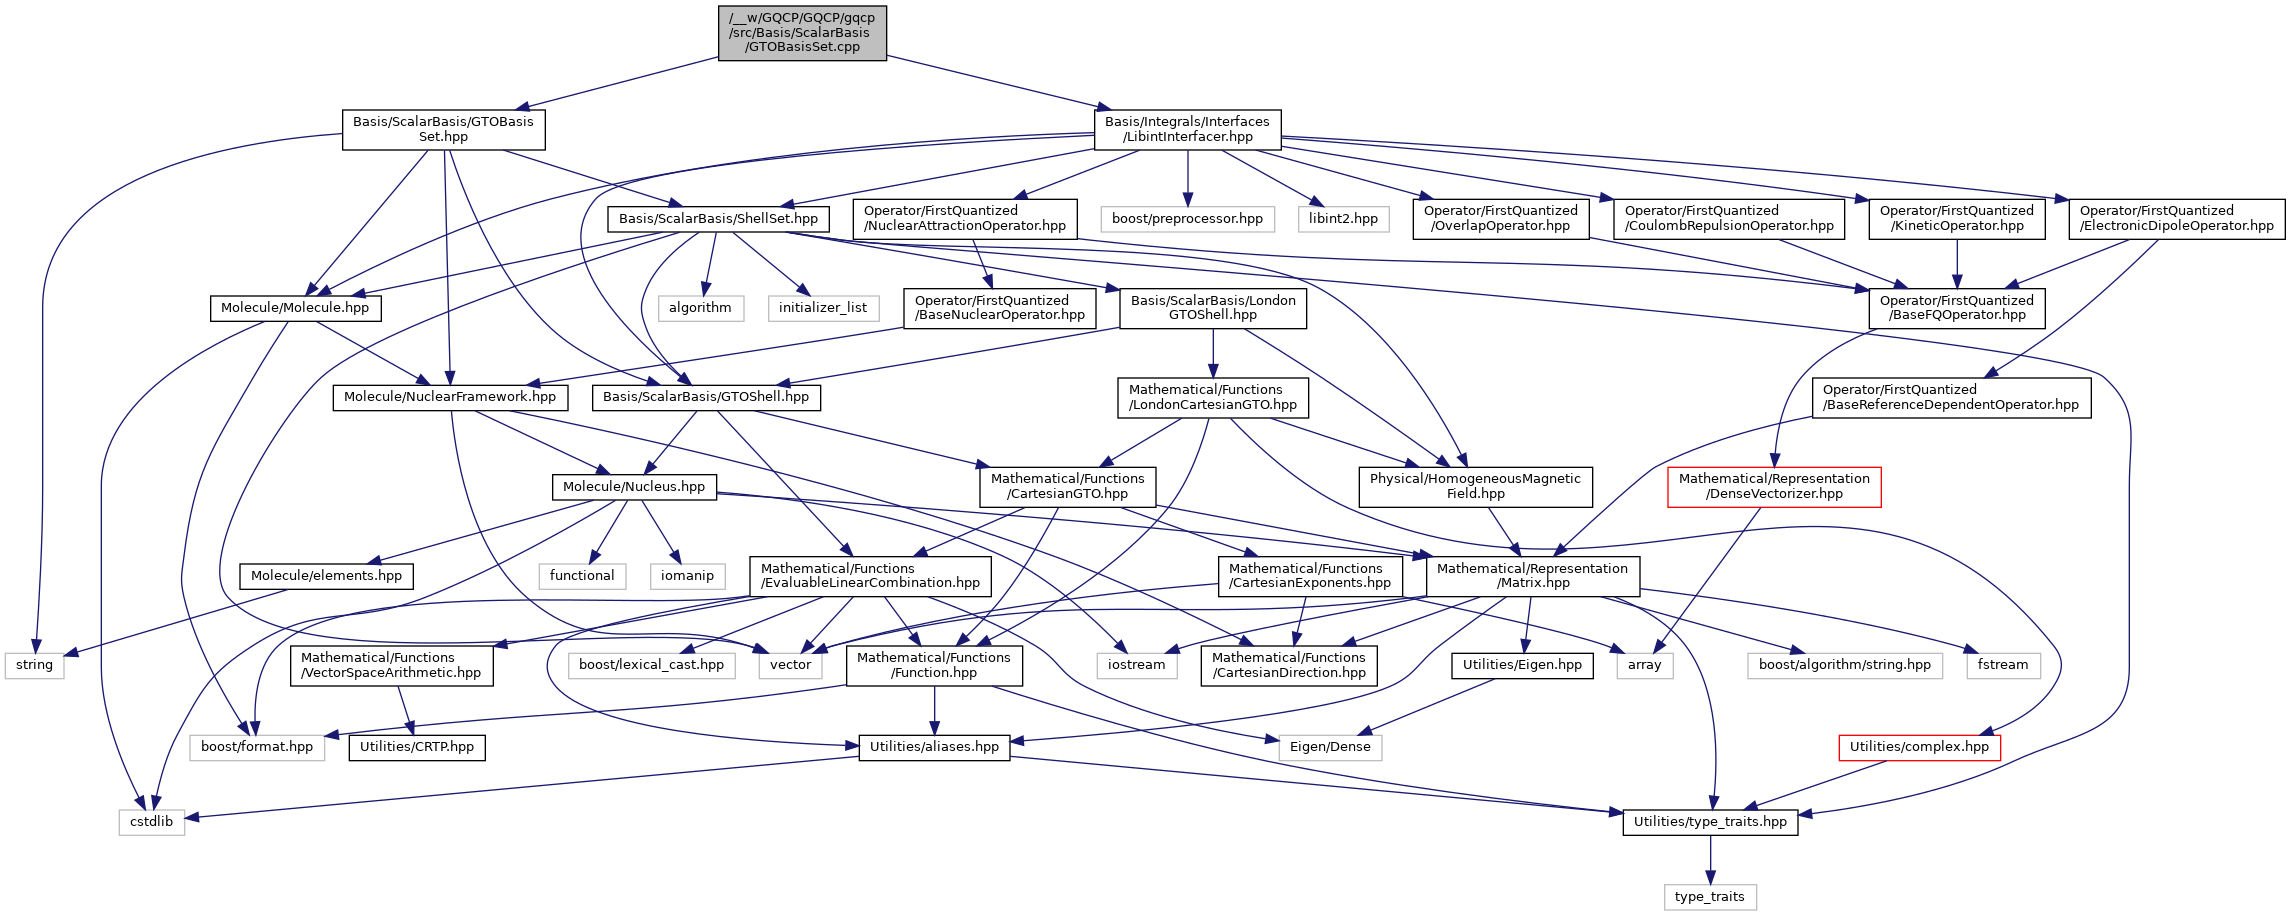 /__w/GQCP/GQCP/gqcp
/src/Basis/ScalarBasis
/GTOBasisSet.cpp
Basis/ScalarBasis/GTOBasis
Set.hpp
Basis/Integrals/Interfaces
/LibintInterfacer.hpp
Basis/ScalarBasis/ShellSet.hpp
Operator/FirstQuantized
/NuclearAttractionOperator.hpp
boost/preprocessor.hpp
libint2.hpp
Operator/FirstQuantized
/OverlapOperator.hpp
Operator/FirstQuantized
/CoulombRepulsionOperator.hpp
Operator/FirstQuantized
/KineticOperator.hpp
Operator/FirstQuantized
/ElectronicDipoleOperator.hpp
Molecule/Molecule.hpp
algorithm
initializer_list
Operator/FirstQuantized
/BaseNuclearOperator.hpp
Basis/ScalarBasis/London
GTOShell.hpp
Operator/FirstQuantized
/BaseFQOperator.hpp
Molecule/NuclearFramework.hpp
Basis/ScalarBasis/GTOShell.hpp
Mathematical/Functions
/LondonCartesianGTO.hpp
Operator/FirstQuantized
/BaseReferenceDependentOperator.hpp
Molecule/Nucleus.hpp
Mathematical/Functions
/CartesianGTO.hpp
Physical/HomogeneousMagnetic
Field.hpp
Mathematical/Representation
/DenseVectorizer.hpp
Molecule/elements.hpp
functional
iomanip
Mathematical/Functions
/EvaluableLinearCombination.hpp
Mathematical/Functions
/CartesianExponents.hpp
Mathematical/Representation
/Matrix.hpp
string
Mathematical/Functions
/VectorSpaceArithmetic.hpp
boost/lexical_cast.hpp
vector
Mathematical/Functions
/Function.hpp
iostream
Mathematical/Functions
/CartesianDirection.hpp
Utilities/Eigen.hpp
array
boost/algorithm/string.hpp
fstream
boost/format.hpp
Utilities/CRTP.hpp
Utilities/aliases.hpp
Eigen/Dense
Utilities/complex.hpp
cstdlib
Utilities/type_traits.hpp
type_traits